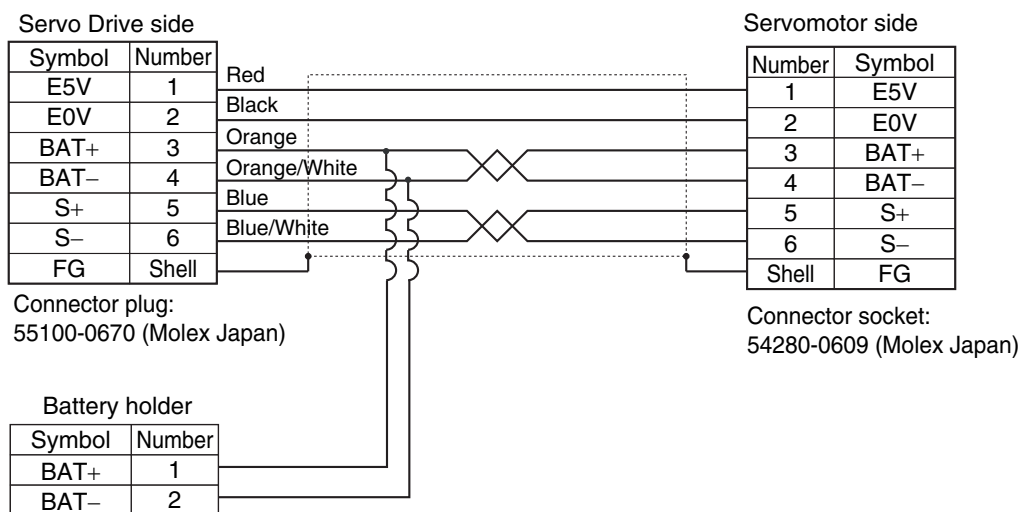 Servo Drive side
Symbol Number
E5V 1
E0V 2
BAT+ 3
BAT− 4
S+ 5
S− 6
FG Shell
Connector plug:
55100-0670 (Molex Japan)
Red
Black
Orange
Orange/White
Blue
Blue/White
Servomotor side
Number Symbol
1 E5V
2 E0V
3 BAT+
4 BAT−
5 S+
6 S−
Shell FG
Connector socket:
54280-0609 (Molex Japan)
Battery holder
Symbol Number
BAT+ 1
BAT− 2